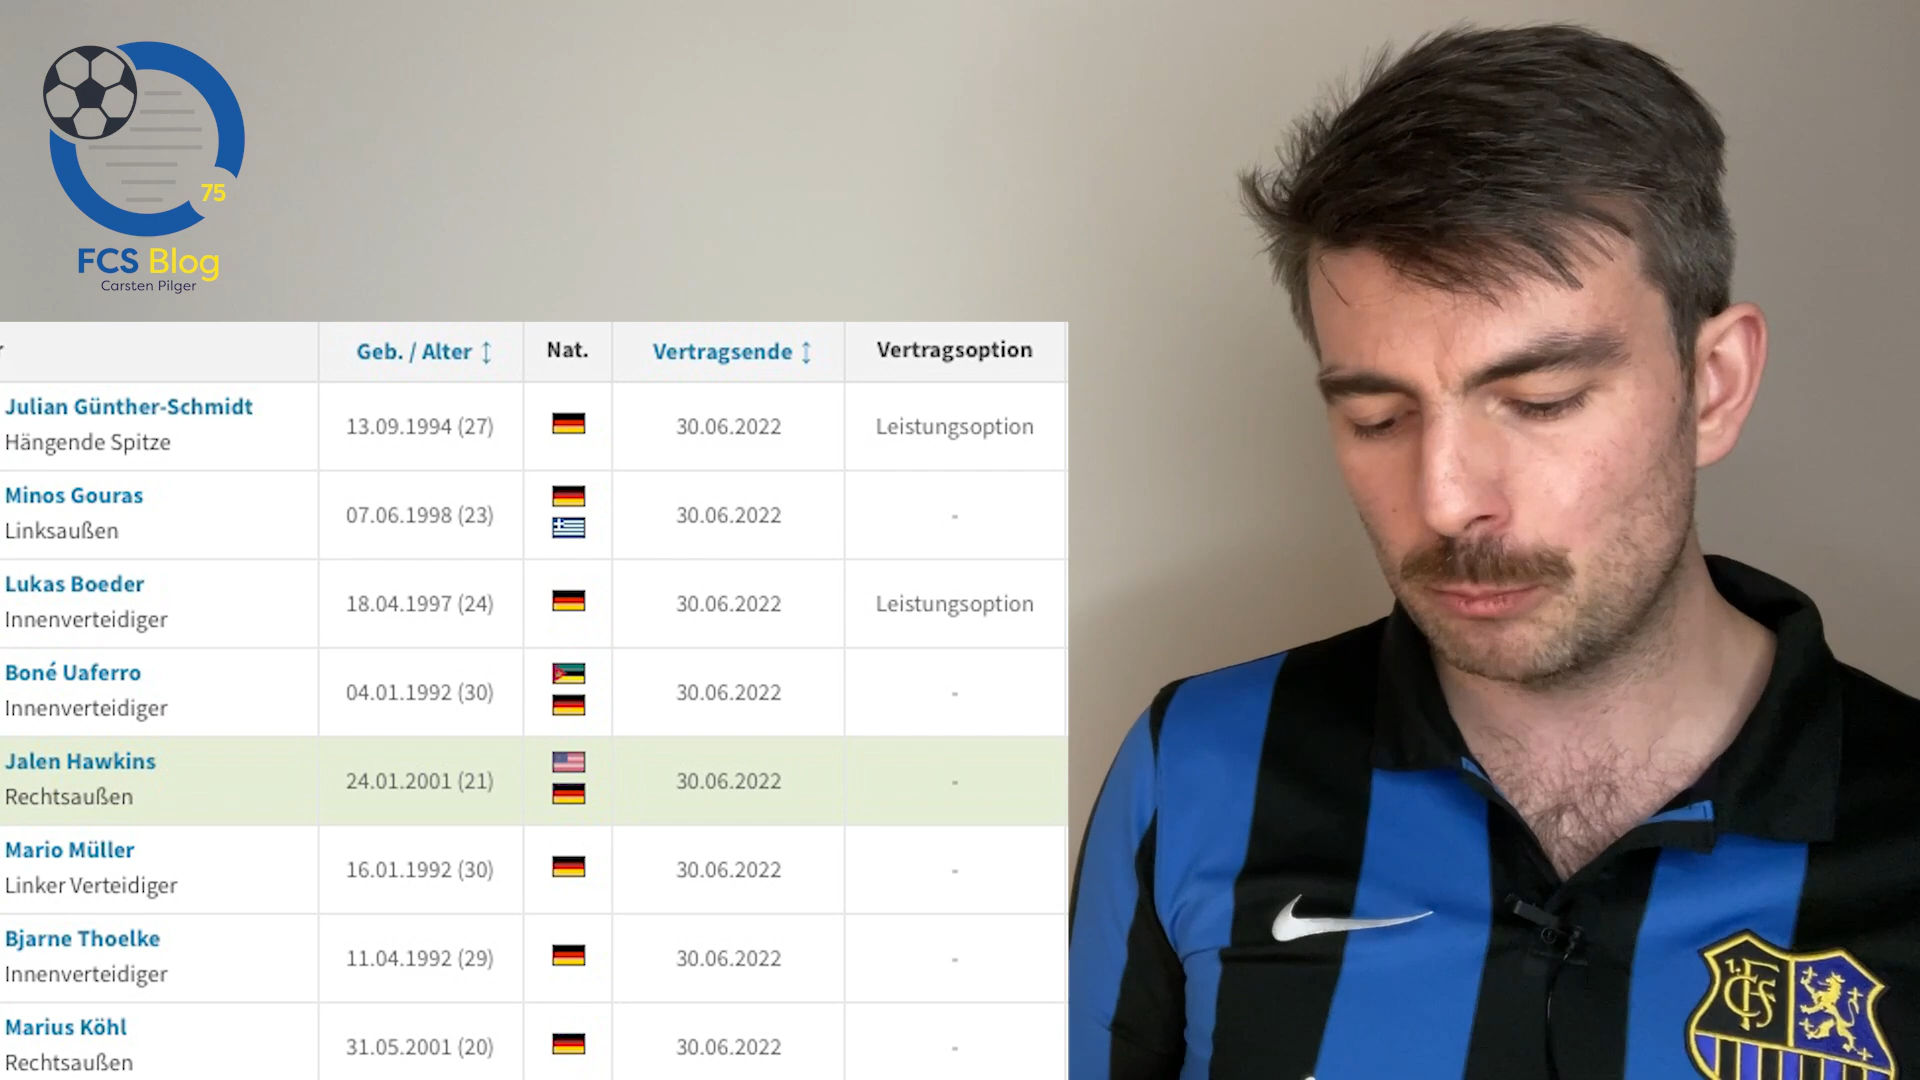 75
FCS Blog
Carsten Pilger
Geb. / Alter Nat. Vertragsende Vertragsoption
Julian Günther-Schmidt
Hängende Spitze
13.09.1994 (27) 30.06.2022 Leistungsoption
Minos Gouras
Linksaußen
07.06.1998 (23) 30.06.2022 -
Lukas Boeder
Innenverteidiger
18.04.1997 (24) 30.06.2022 Leistungsoption
Boné Uaferro
Innenverteidiger
04.01.1992 (30) 30.06.2022 -
Jalen Hawkins
Rechtsaußen
24.01.2001 (21) 30.06.2022 -
Mario Müller
Linker Verteidiger
16.01.1992 (30) 30.06.2022 -
Bjarne Thoelke
Innenverteidiger
11.04.1992 (29) 30.06.2022 -
Marius Köhl
Rechtsaußen
31.05.2001 (20) 30.06.2022 -
1. FCS